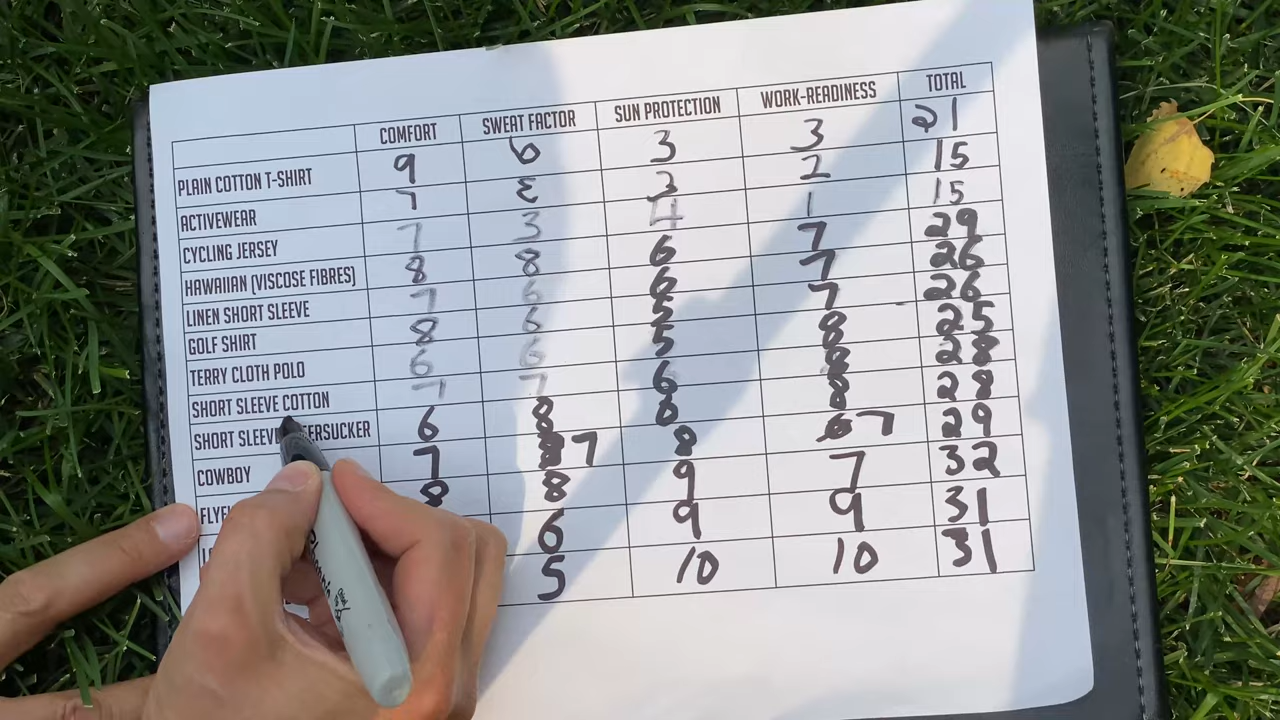 COMFORT SWEAT FACTOR SUN PROTECTION WORK-READINESS TOTAL
PLAIN COTTON T-SHIRT 9 6 3 3 21
ACTIVEWEAR 7 3 2 15
CYCLING JERSEY 7 3 4 1 15
HAWAIIAN (VISCOSE FIBRES) 8 8 6 7 29
LINEN SHORT SLEEVE 7 6 6 7 26
GOLF SHIRT 8 6 5 7 26
TERRY CLOTH POLO 6 6 5 8 25
SHORT SLEEVE COTTON 7 7 6 8 28
SHORT SLEEVE 6 8 8 28
COWBOY 7 7 8 7 29
8 8 9 7 32
6 9 9 31
5 10 10 31